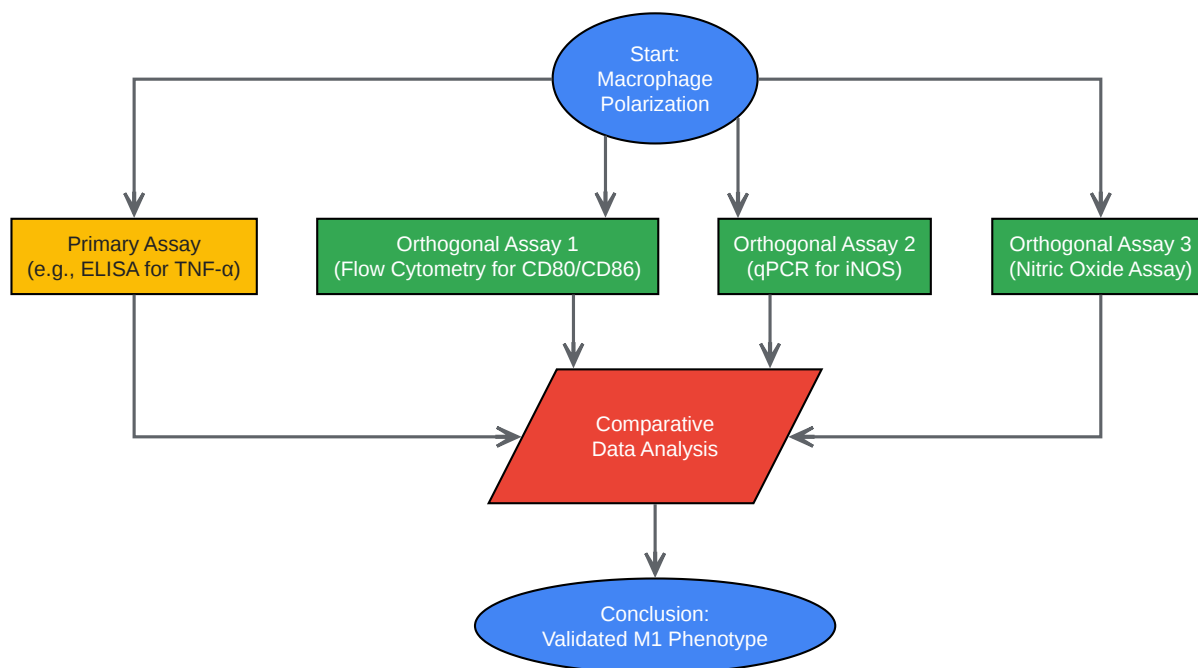 Start:
Macrophage
Polarization
Primary Assay
(e.g., ELISA for TNF-α)
Orthogonal Assay 1
(Flow Cytometry for CD80/CD86)
Orthogonal Assay 2
(qPCR for iNOS)
Orthogonal Assay 3
(Nitric Oxide Assay)
Comparative
Data Analysis
Conclusion:
Validated M1 Phenotype